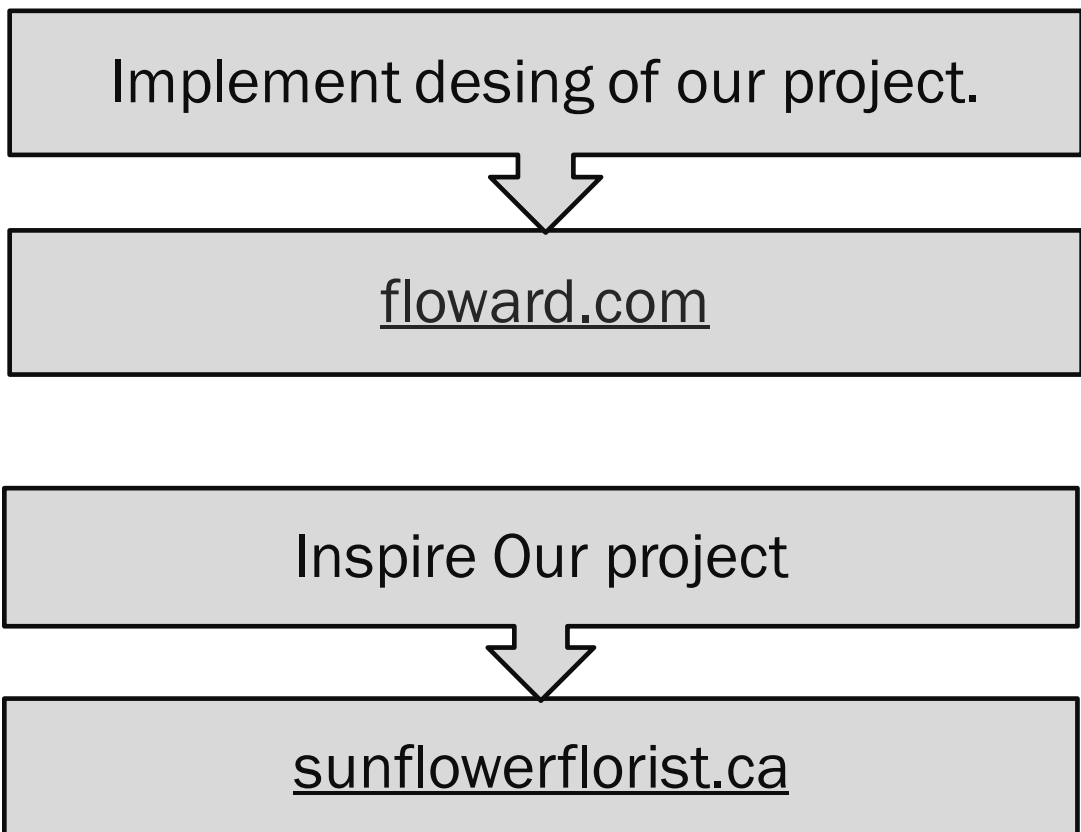 Implement desing of our project.
floward.com
Inspire Our project
sunflowerflorist.ca